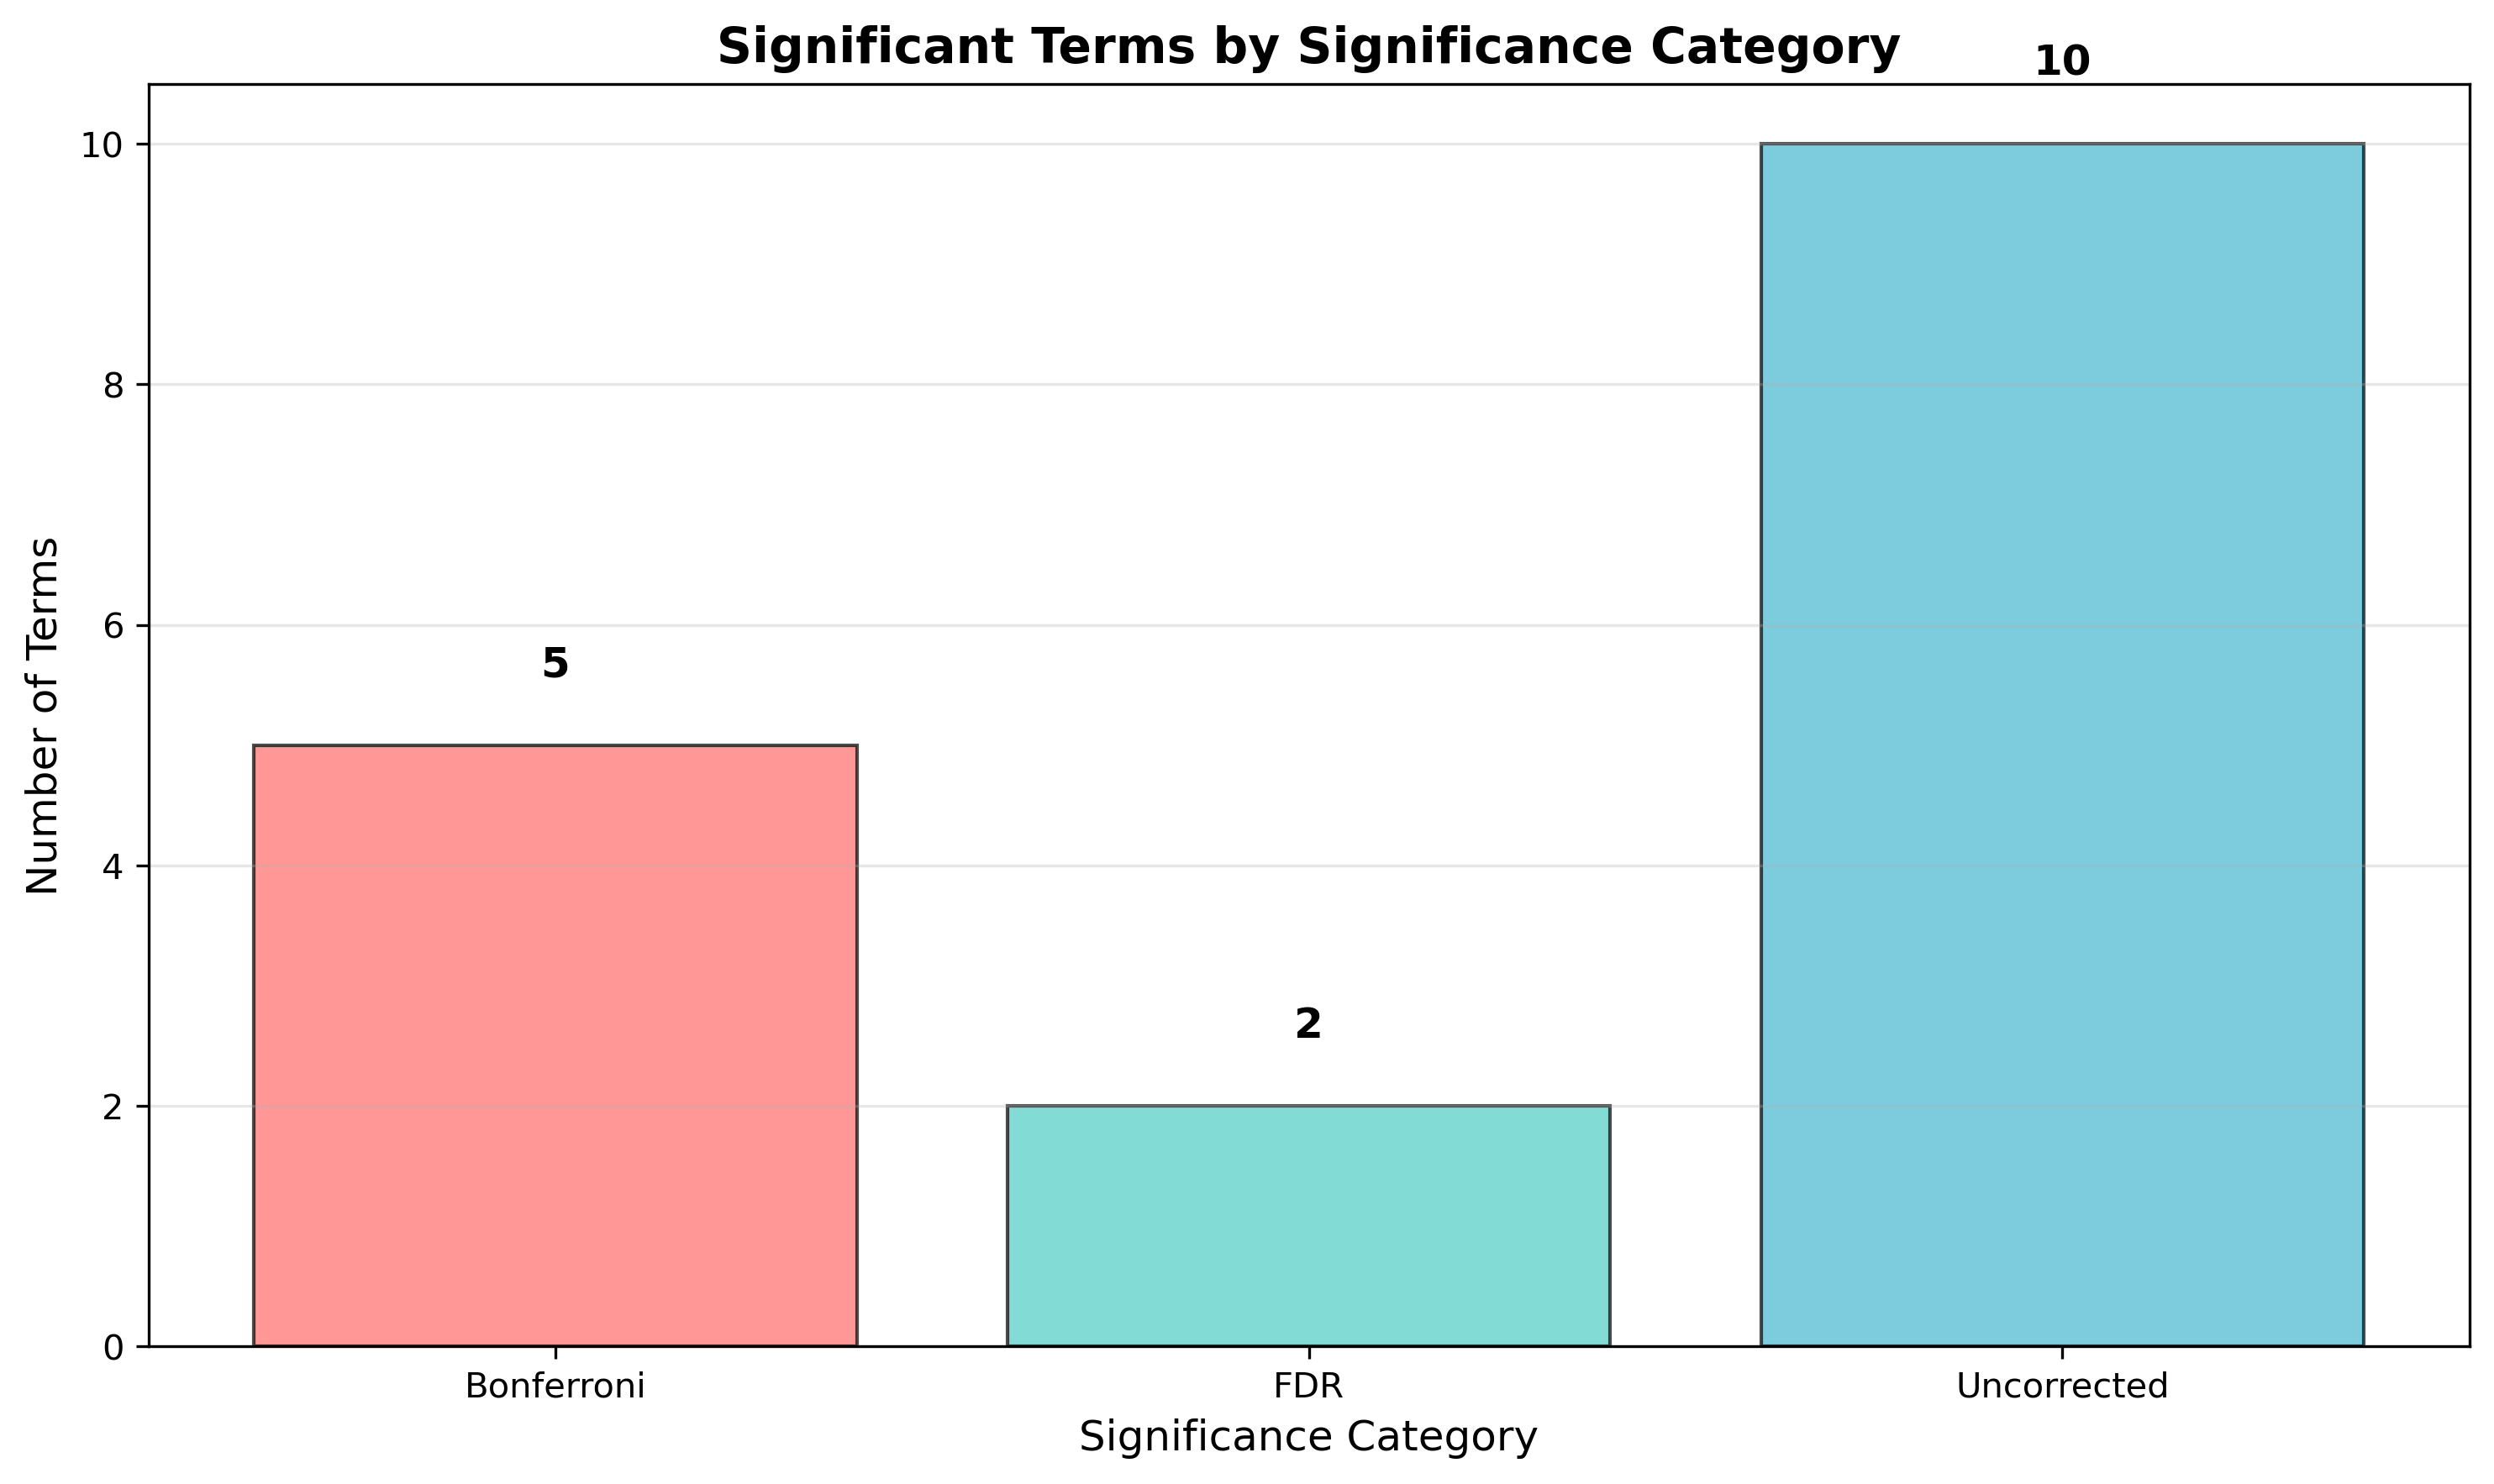 Significant Terms by Significance Category
10
10
8
6
4
2
0
Number of Terms
5
2
Bonferroni
FDR
Uncorrected
Significance Category